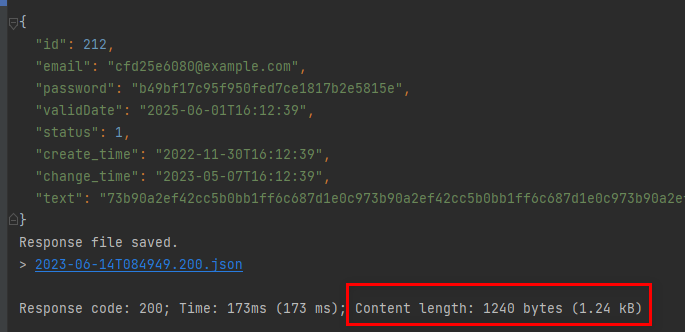 {
"id": 212,
"email": "cfd25e6080@example.com",
"password": "b49bf17c95f950fed7ce1817b2e5815e",
"validDate": "2025-06-01T16:12:39",
"status": 1,
"create_time": "2022-11-30T16:12:39",
"change_time": "2023-05-07T16:12:39",
"text": "73b90a2ef42cc5b0bb1ff6c687d1e0c973b90a2ef42cc5b0bb1ff6c687d1e0c973b90a2ef
}
Response file saved.
> 2023-06-14T084949.200.json
Response code: 200; Time: 173ms (173 ms); Content length: 1240 bytes (1.24 kB)